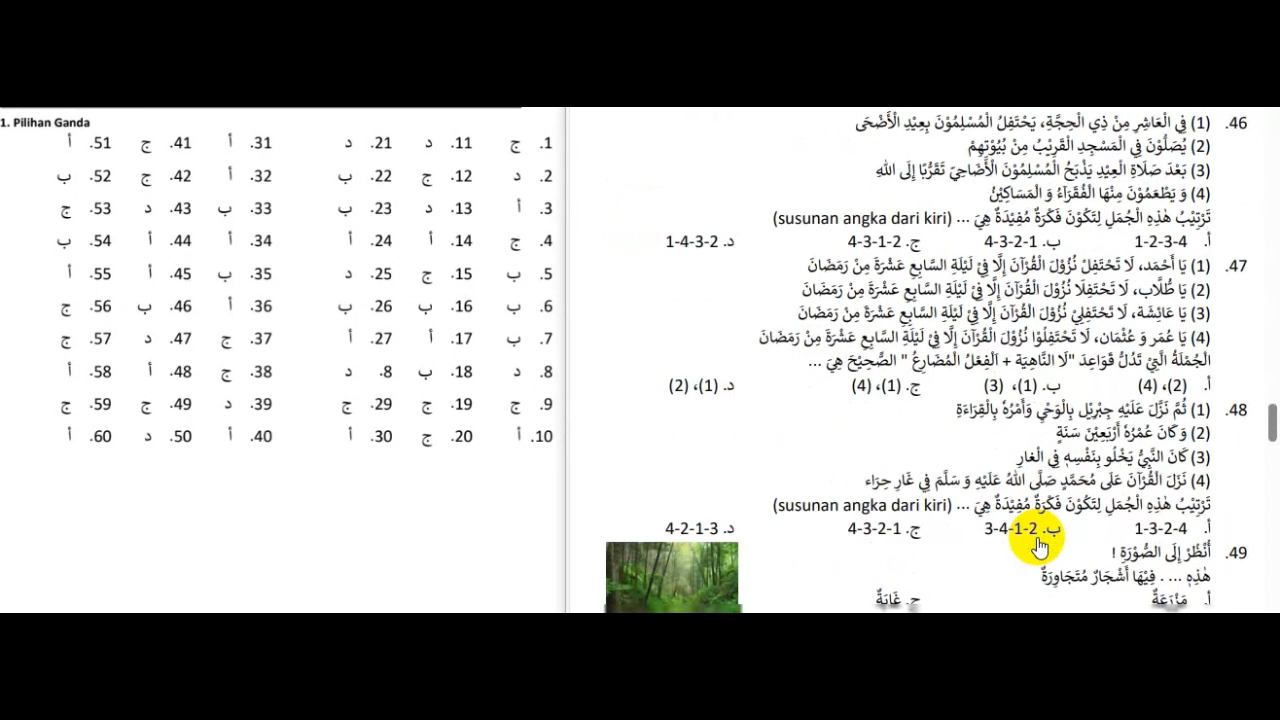 1. Pilihan Ganda
1. ج 11. د 21. د 31. أ 41. ج 51. أ
2. د 12. ج 22. ب 32. أ 42. ج 52. ب
3. أ 13. د 23. ب 33. ب 43. د 53. ج
4. ج 14. أ 24. أ 34. أ 44. أ 54. ب
5. ب 15. ج 25. د 35. ب 45. أ 55. أ
6. ب 16. ب 26. ب 36. أ 46. ب 56. ج
7. ب 17. أ 27. أ 37. ج 47. د 57. ج
8. د 18. ب 8. د 38. ج 48. أ 58. أ
9. ج 19. ج 29. ج 39. د 49. ج 59. ج
10. أ 20. ج 30. أ 40. أ 50. د 60. أ
46. (1) فِي الْعَاشِرِ مِنْ ذِي الْحِجَّةِ، يَحْتَفِلُ الْمُسْلِمُوْنَ بِعِيْدِ الْأَضْحَى
(2) يُصَلُّوْنَ فِي الْمَسْجِدِ الْقَرِيْبُ مِنْ بُيُوْتِهِمْ
(3) بَعْدَ صَلَاةِ الْعِيْدِ يَذْبَحُ الْمُسْلِمُوْنَ الْأَضَاحِيَ تَقَرُّبًا إِلَى اللهِ
(4) وَ يَطْعَمُوْنَ مِنْهَا الْفُقَرَاءُ وَ الْمَسَاكِيْنُ
تَرْتِيْبُ هٰذِهِ الْجُمَلِ لِتَكُوْنَ فَكْرَةٌ مُفِيْدَةٌ هِيَ ... (susunan angka dari kiri)
أ. 1-2-3-4 ب. 4-3-2-1 ج. 4-3-1-2 د. 1-4-3-2
47. (1) يَا أَحْمَد، لَا تَحْتَفِلْ نُزُوْلَ الْقُرْآنَ إِلَّا فِيْ لَيْلَةِ السَّابِعِ عَشْرَةَ مِنْ رَمَضَانَ
(2) يَا طُلَّاب، لَا تَحْتَفِلَا نُزُوْلَ الْقُرْآنَ إِلَّا فِيْ لَيْلَةِ السَّابِعِ عَشْرَةَ مِنْ رَمَضَانَ
(3) يَا عَائِشَة، لَا تَحْتَفِلِيْ نُزُوْلَ الْقُرْآنَ إِلَّا فِيْ لَيْلَةِ السَّابِعِ عَشْرَةَ مِنْ رَمَضَانَ
(4) يَا عُمَر وَ عُثْمَان، لَا تَحْتَفِلُوْا نُزُوْلَ الْقُرْآنَ إِلَّا فِيْ لَيْلَةِ السَّابِعِ عَشْرَةَ مِنْ رَمَضَانَ
الْجُمْلَةُ الَّتِيْ تَدُلُّ قَوَاعِدَ "لَا النَّاهِيَة + الْفِعْلُ الْمُضَارِعُ" الصَّحِيْحَ هِيَ ...
أ. (2)، (4) ب. (1)، (3) ج. (1)، (4) د. (1)، (2)
48. (1) ثُمَّ نَزَّلَ عَلَيْهِ جِبْرِيْل بِالْوَحْيِ وَأَمْرُهُ بِالْقِرَاءَةِ
(2) وَ كَانَ عُمْرُهُ أَرْبَعِيْنَ سَنَةٍ
(3) كَانَ النَّبِيُّ يَخْلُو بِنَفْسِهِ فِي الْغارِ
(4) نَزَلَ الْقُرْآنَ عَلَى مُحَمَّدٍ صَلَّى اللهُ عَلَيْهِ وَ سَلَّمَ فِي غَارِ حِرَاء
تَرْتِيْبُ هٰذِهِ الْجُمَلِ لِتَكُوْنَ فَكْرَةٌ مُفِيْدَةٌ هِيَ ... (susunan angka dari kiri)
أ. 1-3-2-4 ب. 3-4-1-2 ج. 4-3-2-1 د. 4-2-1-3
49. أُنْظُرْ إِلَى الصُّوْرَةِ !
هٰذِهِ ... . فِيْهَا أَشْجَارٌ مُتَجَاوِرَةٌ
أ. مَزْرَعَةٌ ج. غَابَةٌ